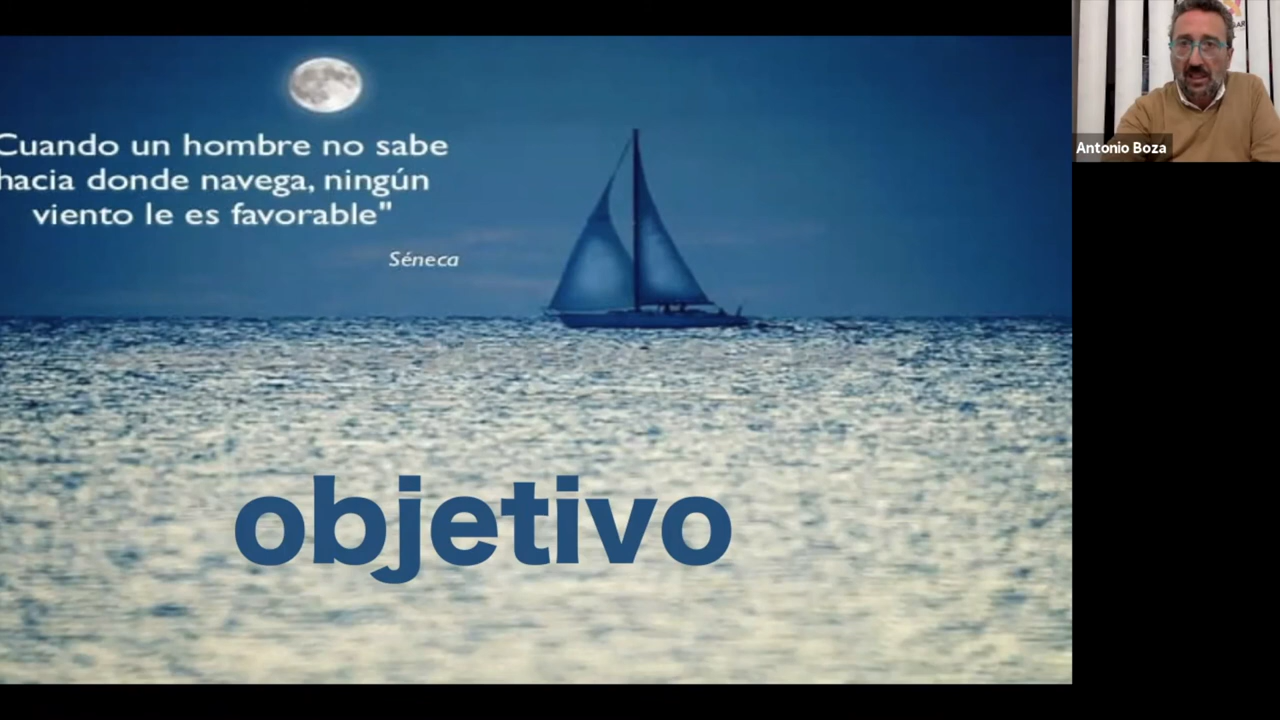 Cuando un hombre no sabe
hacia donde navega, ningún
viento le es favorable"
Séneca
objetivo
Antonio Boza